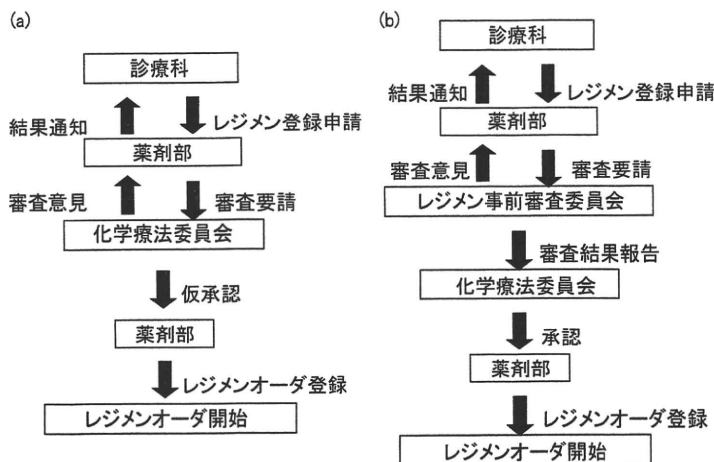 (a)
診療科
結果通知
レジメン登録申請
薬剤部
審査意見
審査要請
化学療法委員会
仮承認
薬剤部
レジメンオーダ登録
レジメンオーダ開始
(b)
診療科
結果通知
レジメン登録申請
薬剤部
審査意見
審査要請
レジメン事前審査委員会
審査結果報告
化学療法委員会
承認
薬剤部
レジメンオーダ登録
レジメンオーダ開始